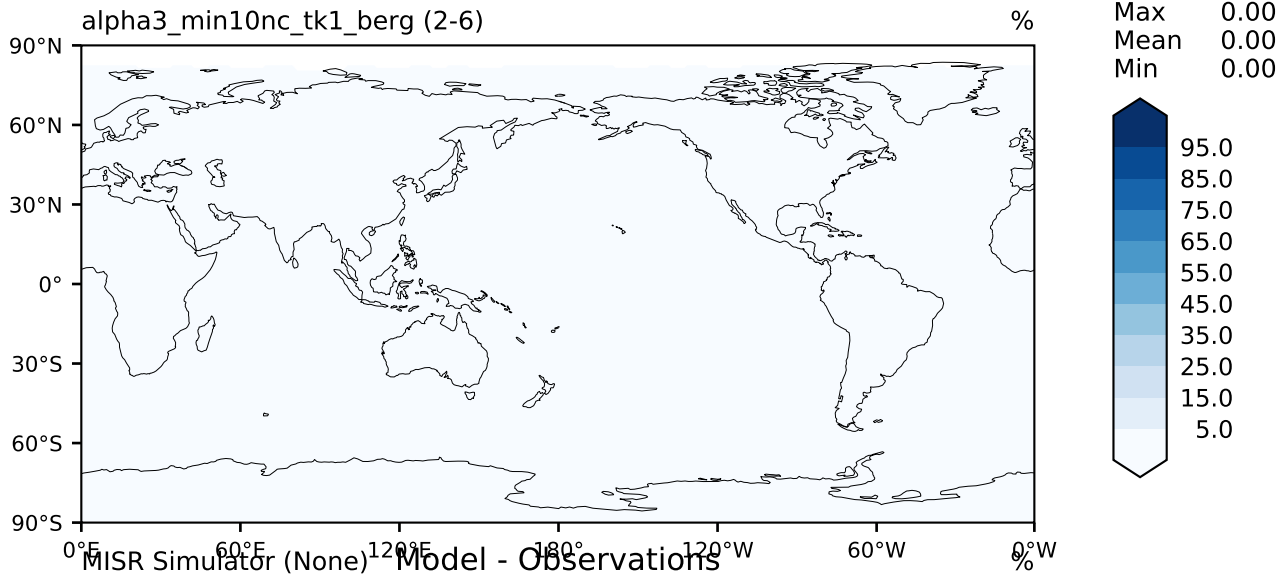 alpha3_min10nc_tk1_berg (2-6) %
Max 0.00
Mean 0.00
Min 0.00
90°N
60°N
30°N
0°
30°S
60°S
90°S
95.0
85.0
75.0
65.0
55.0
45.0
35.0
25.0
15.0
5.0
0°E 60°E 120°E 180° 120°W 60°W 0°W
MISR Simulator (None) Model - Observations %